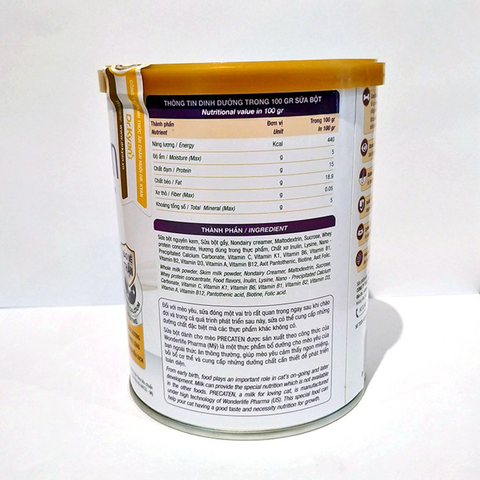 THÔNG TIN DINH DƯỠNG TRONG 100 GR SỮA BỘT
Nutritional value in 100 gr
Thành phần Đơn vị Trong 100 gr
Nutrient Unit in 100 gr
Năng lượng / Energy Kcal 440
Độ ẩm / Moisture (Max) g 5
Chất đạm / Protein g 15
Chất béo / Fat g 18.9
Xơ thô / Fiber (Max) g 0.05
Khoáng tổng số / Total Mineral (Max) g 5
THÀNH PHẦN / INGREDIENT
Sữa bột nguyên kem, Sữa bột gầy, Nondairy creamer, Maltodextrin, Sucrose, Whey
protein concentrate, Hương dùng trong thực phẩm, Chất xơ Inulin, Lysine, Nano -
Precipitated Calcium Carbonate, Vitamin C, Vitamin K1, Vitamin B6, Vitamin B1,
Vitamin B2, Vitamin D3, Vitamin A, Vitamin B12, Axit Pantothenic, Biotine, Axit Folic.
Whole milk powder, Skim milk powder, Nondairy Creamer, Maltodextrin, Sucrose,
Whey protein concentrate, Food flavors, Inulin, Lysine, Nano - Precipitated Calcium
Carbonate, Vitamin C, Vitamin K1, Vitamin B6, Vitamin B1, Vitamin B2, Vitamin D3, Vitamin A, Vitamin
B12, Pantothenic acid, Biotine, Folic acid.
Đối với mèo yêu, sữa đóng một vai trò rất quan trọng ngay sau khi chào
đời và trong cả quá trình phát triển sau này, sữa có thể cung cấp những
dưỡng chất đặc biệt mà các thực phẩm khác không có.
Sữa bột dinh dưỡng cho mèo PRECATEN được sản xuất theo công thức của
Wonderlife Pharma (Mỹ) là một thực phẩm bổ dưỡng cho mèo yêu của
bạn ngoài thức ăn thông thường, giúp mèo yêu cảm thấy ngon miệng,
bồi bổ cơ thể và cung cấp những dưỡng chất cần thiết để phát triển
toàn diện.
From early earth, food plays an important role in cat's on-going and later
development. Milk can provide the special nutrition which is not available
in the other foods. PRECATEN, a milk for loving cat, is manufactured
under high technology of Wonderlife Pharma (US). This special food can
help your cat having a good taste and necessity nutrition for growth.
Dr.Kyan's